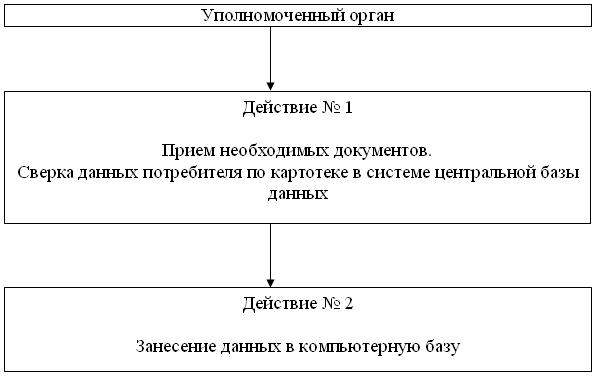 Уполномоченный орган
Действие № 1
Прием необходимых документов.
Сверка данных потребителя по картотеке в системе центральной базы
данных
Действие № 2
Занесение данных в компьютерную базу